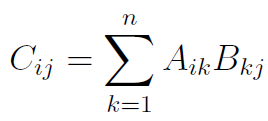 C_{ij} = \sum_{k=1}^{n} A_{ik} B_{kj}